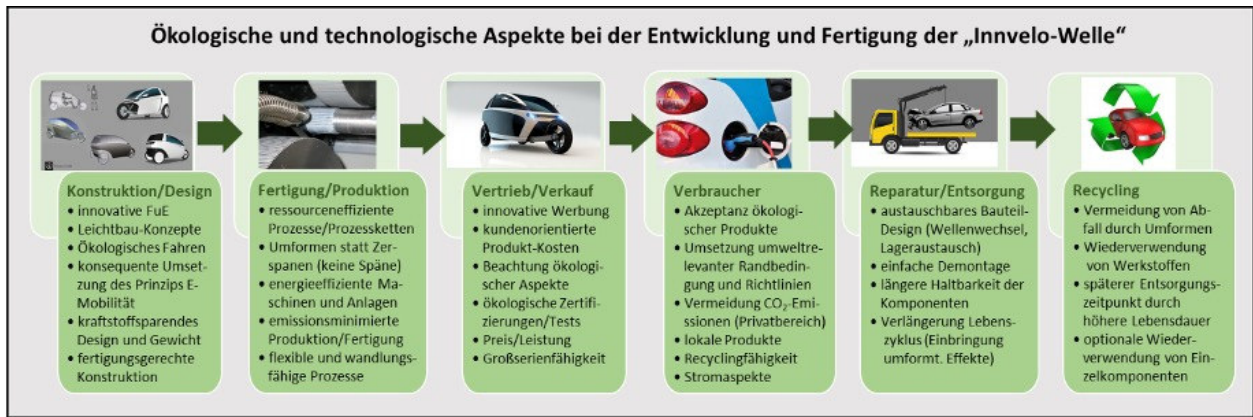 Ökologische und technologische Aspekte bei der Entwicklung und Fertigung der „Innvelo-Welle“
Konstruktion/Design
• innovative FuE
• Leichtbau-Konzepte
• Ökologisches Fahren
• konsequente Umset-
zung des Prinzips E-
Mobilität
• kraftstoffsparendes
Design und Gewicht
• fertigungsgerechte
Konstruktion
Fertigung/Produktion
• ressourceneffiziente
Prozesse/Prozessketten
• Umformen statt Zer-
spanen (keine Späne)
• energieeffiziente Ma-
schinen und Anlagen
• emissionsminimierte
Produktion/Fertigung
• flexible und wandlungs-
fähige Prozesse
Vertrieb/Verkauf
• innovative Werbung
• kundenorientierte
Produkt-Kosten
• Beachtung ökologi-
scher Aspekte
• ökologische Zertifi-
zierungen/Tests
• Preis/Leistung
• Großserienfähigkeit
Verbraucher
• Akzeptanz ökologi-
scher Produkte
• Umsetzung umweltre-
levanter Randbedin-
gung und Richtlinien
• Vermeidung CO₂-Emi-
ssionen (Privatbereich)
• lokale Produkte
• Recyclingfähigkeit
• Stromaspekte
Reparatur/Entsorgung
• austauschbares Bauteil-
Design (Wellenwechsel,
Lageraustausch)
• einfache Demontage
• längere Haltbarkeit der
Komponenten
• Verlängerung Lebens-
zyklus (Einbringung
umformt. Effekte)
Recycling
• Vermeidung von Ab-
fall durch Umformen
• Wiederverwendung
von Werkstoffen
• späterer Entsorgungs-
zeitpunkt durch
höhere Lebensdauer
• optionale Wieder-
verwendung von Ein-
zelkomponenten